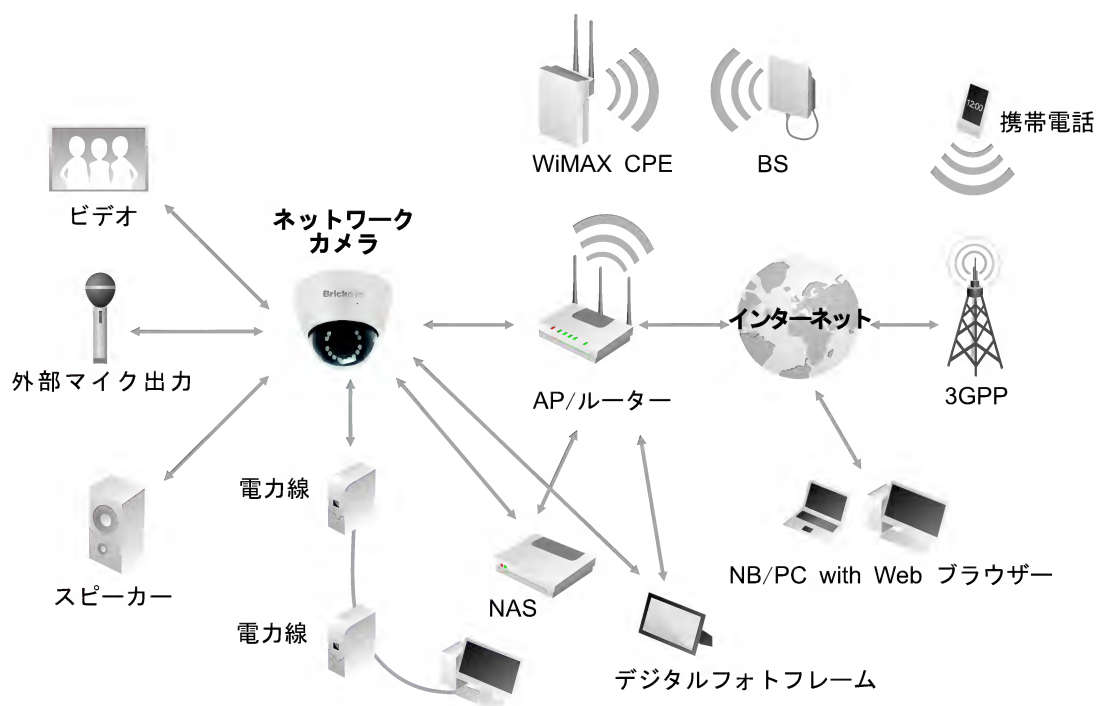 12:00
携帯電話
WiMAX CPE
BS
ビデオ
ネットワーク
カメラ
インターネット
外部マイク出力
AP/ルーター
3GPP
電力線
NB/PC with Web ブラウザー
スピーカー
NAS
電力線
デジタルフォトフレーム